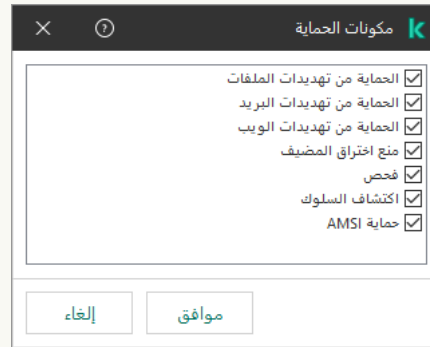 مكونات الحماية
الحماية من تهديدات الملفات
الحماية من تهديدات البريد
الحماية من تهديدات الويب
منع اختراق المضيف
فحص
اكتشاف السلوك
حماية AMSI
موافق
إلغاء